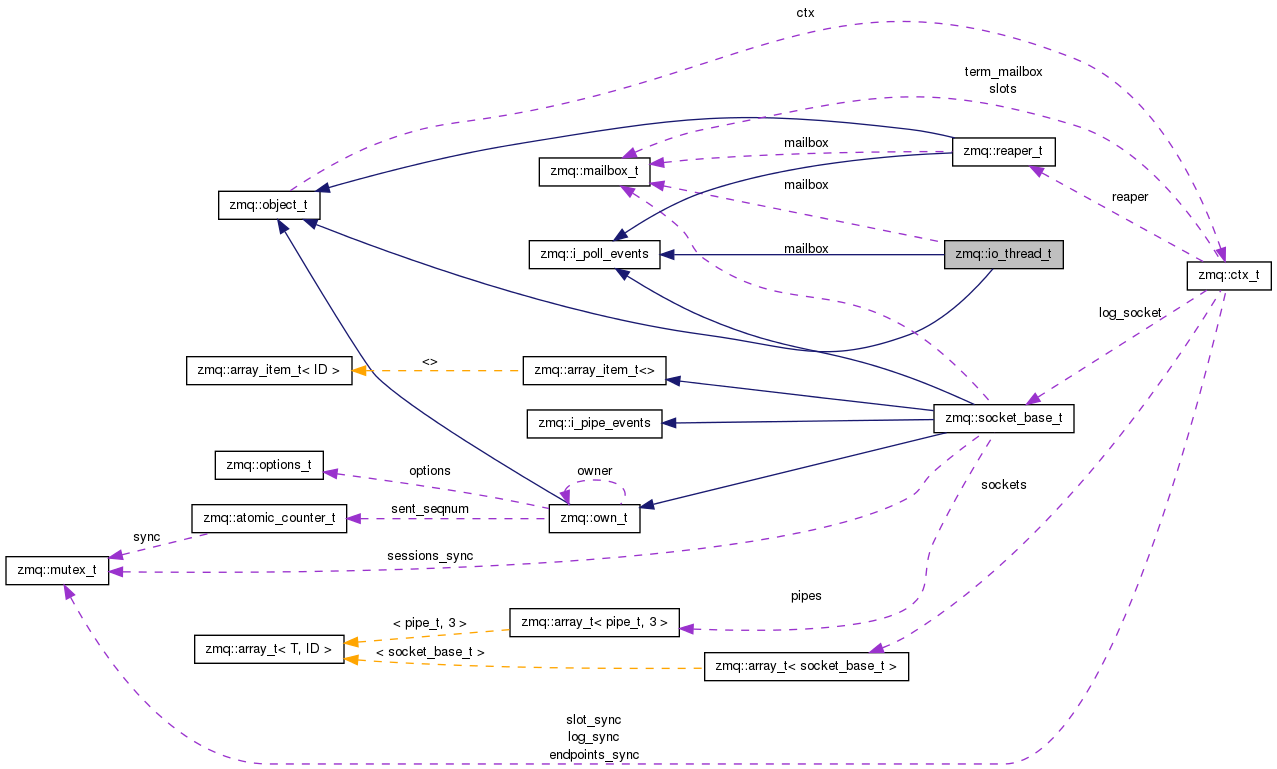 ctx
term_mailbox
slots
zmq::reaper_t
mailbox
zmq::mailbox_t
mailbox
reaper
zmq::object_t
zmq::i_poll_events
mailbox
zmq::io_thread_t
zmq::ctx_t
log_socket
zmq::array_item_t< ID >
<>
zmq::array_item_t<>
zmq::i_pipe_events
zmq::socket_base_t
zmq::options_t
options
owner
sockets
zmq::atomic_counter_t
sent_seqnum
zmq::own_t
sync
sessions_sync
zmq::mutex_t
pipes
< pipe_t, 3 >
zmq::array_t< pipe_t, 3 >
zmq::array_t< T, ID >
< socket_base_t >
zmq::array_t< socket_base_t >
slot_sync
log_sync
endpoints_sync